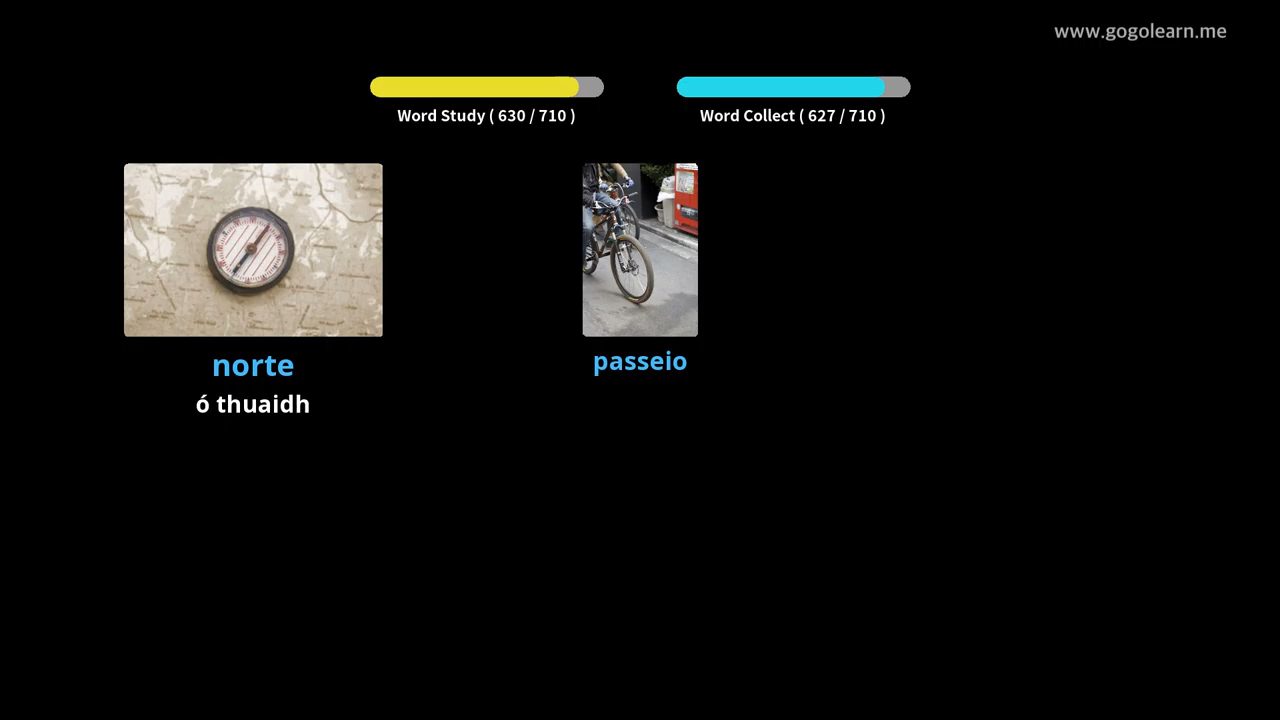 www.gogolearn.me
Word Study ( 630 / 710 )
Word Collect ( 627 / 710 )
norte
ó thuaidh
passeio